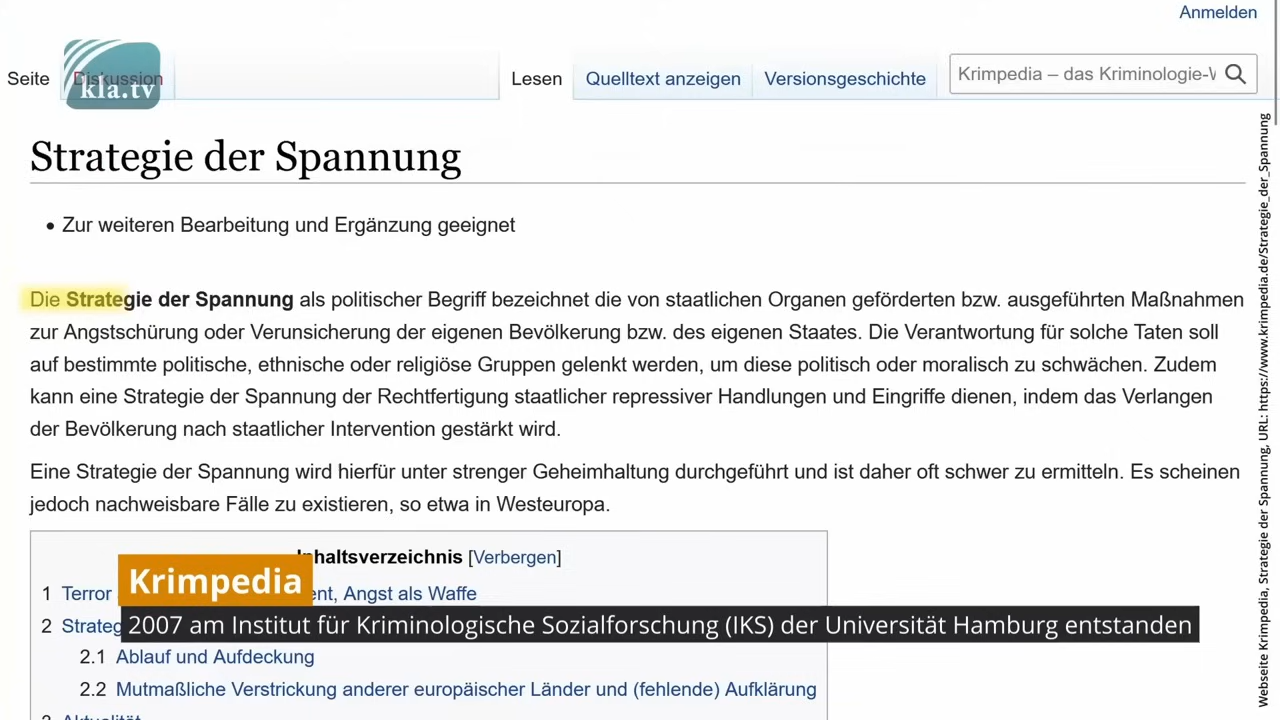 Anmelden
Seite
Diskussion
kla.tv
Lesen
Quelltext anzeigen
Versionsgeschichte
Krimpedia – das Kriminologie-
Strategie der Spannung
• Zur weiteren Bearbeitung und Ergänzung geeignet
Die Strategie der Spannung als politischer Begriff bezeichnet die von staatlichen Organen geförderten bzw. ausgeführten Maßnahmen
zur Angstschürung oder Verunsicherung der eigenen Bevölkerung bzw. des eigenen Staates. Die Verantwortung für solche Taten soll
auf bestimmte politische, ethnische oder religiöse Gruppen gelenkt werden, um diese politisch oder moralisch zu schwächen. Zudem
kann eine Strategie der Spannung der Rechtfertigung staatlicher repressiver Handlungen und Eingriffe dienen, indem das Verlangen
der Bevölkerung nach staatlicher Intervention gestärkt wird.
Eine Strategie der Spannung wird hierfür unter strenger Geheimhaltung durchgeführt und ist daher oft schwer zu ermitteln. Es scheinen
jedoch nachweisbare Fälle zu existieren, so etwa in Westeuropa.
Inhaltsverzeichnis [Verbergen]
1 Terror ent, Angst als Waffe
Krimpedia
2 Strateg
2007 am Institut für Kriminologische Sozialforschung (IKS) der Universität Hamburg entstanden
2.1 Ablauf und Aufdeckung
2.2 Mutmaßliche Verstrickung anderer europäischer Länder und (fehlende) Aufklärung
3 Aktualität
Webseite Krimpedia, Strategie der Spannung, URL: https://www.krimpedia.de/Strategie_der_Spannung